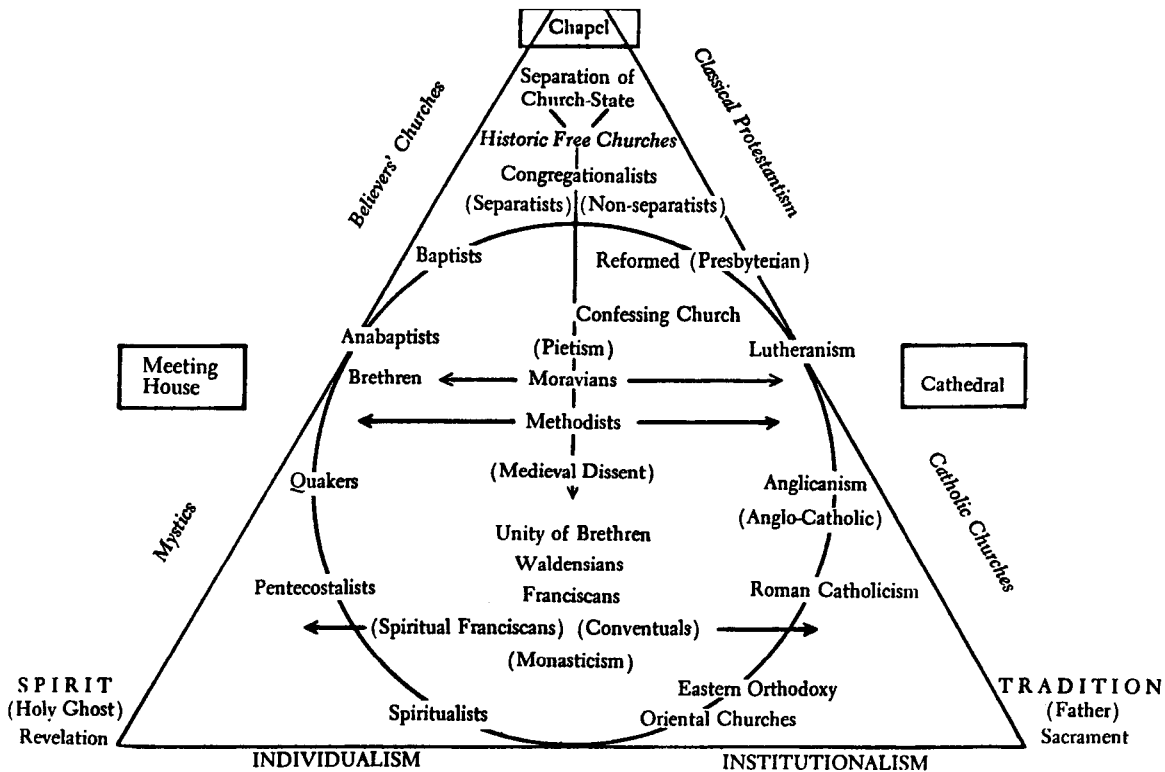 Chapel
Separation of
Church-State
Historic Free Churches
Congregationalists
(Separatists) (Non-separatists)
Believers' Churches
Classical Protestantism
Baptists
Reformed (Presbyterian)
Confessing Church
Anabaptists
(Pietism)
Lutheranism
Meeting
House
Brethren
Moravians
Cathedral
Methodists
(Medieval Dissent)
Quakers
Anglicanism
(Anglo-Catholic)
Mystics
Catholic Churches
Unity of Brethren
Waldensians
Franciscans
Pentecostalists
Roman Catholicism
(Spiritual Franciscans) (Conventuals)
(Monasticism)
SPIRIT
(Holy Ghost)
Revelation
Spiritualists
Eastern Orthodoxy
Oriental Churches
TRADITION
(Father)
Sacrament
INDIVIDUALISM
INSTITUTIONALISM